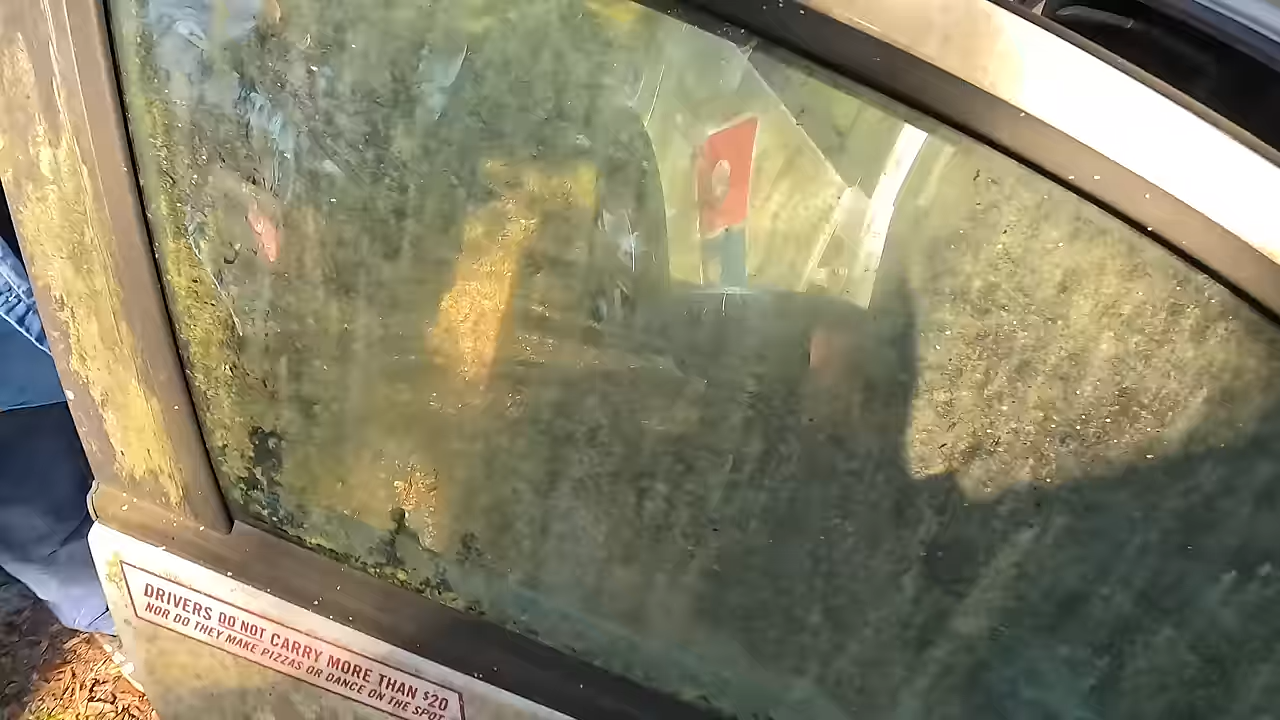 DRIVERS DO NOT CARRY MORE THAN $20
NOR DO THEY MAKE PIZZAS OR DANCE ON THE SPOT